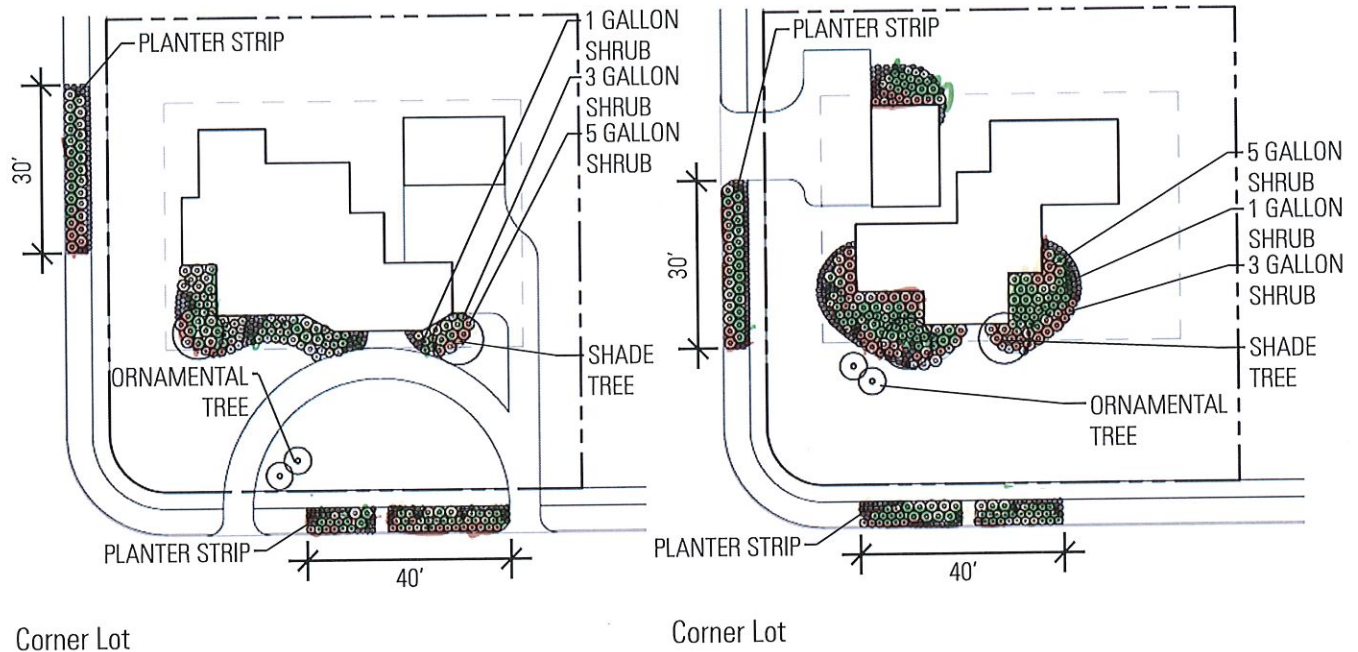 PLANTER STRIP
1 GALLON
SHRUB
3 GALLON
SHRUB
5 GALLON
SHRUB
30'
SHADE
TREE
ORNAMENTAL
TREE
PLANTER STRIP
40'
Corner Lot
PLANTER STRIP
5 GALLON
SHRUB
1 GALLON
SHRUB
3 GALLON
SHRUB
30'
SHADE
TREE
ORNAMENTAL
TREE
PLANTER STRIP
40'
Corner Lot